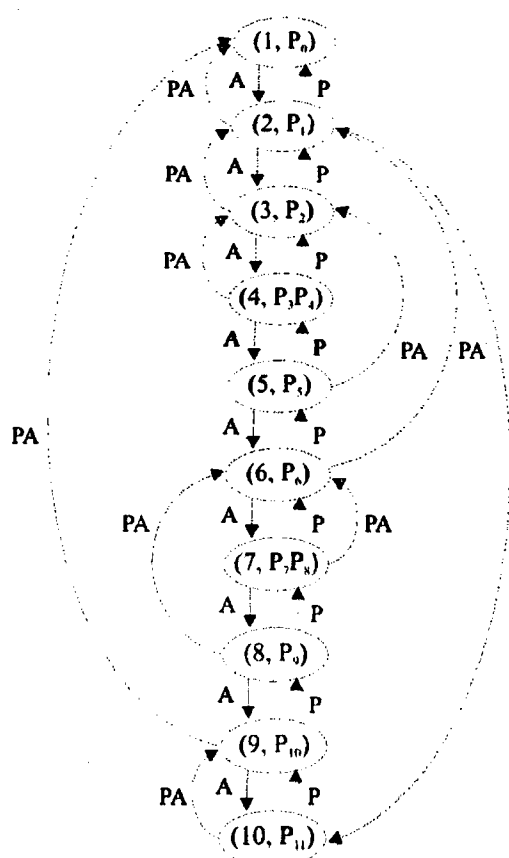 (1, P₀)
PA A P
(2, P₁)
PA A P
(3, P₂)
PA A P
(4, P₃P₄)
A P PA PA
(5, P₅)
PA A P
(6, P₆)
PA A P PA
(7, P₇P₈)
A P
(8, P₉)
A P
(9, P₁₀)
PA A P
(10, P₁₁)